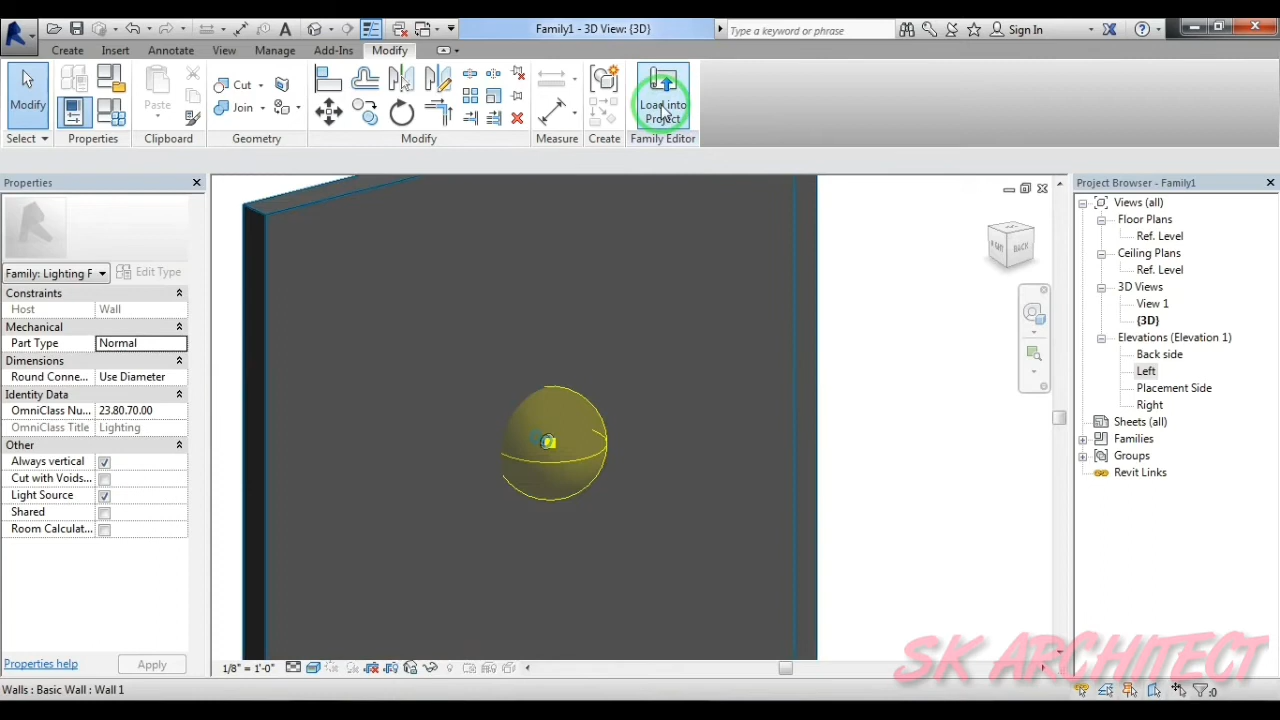 Family1 - 3D View: {3D}
Type a keyword or phrase
Sign In
Create
Insert
Annotate
View
Manage
Add-Ins
Modify
Modify
Paste
Cut
Join
Load into
Project
Select
Properties
Clipboard
Geometry
Modify
Measure
Create
Family Editor
Properties
Family: Lighting F
Edit Type
Constraints
Host Wall
Mechanical
Part Type Normal
Dimensions
Round Conne... Use Diameter
Identity Data
OmniClass Nu... 23.80.70.00
OmniClass Title Lighting
Other
Always vertical
Cut with Voids...
Light Source
Shared
Room Calculat...
Properties help
Apply
RIGHT
BACK
Project Browser - Family1
Views (all)
Floor Plans
Ref. Level
Ceiling Plans
Ref. Level
3D Views
View 1
{3D}
Elevations (Elevation 1)
Back side
Left
Placement Side
Right
Sheets (all)
Families
Groups
Revit Links
1/8" = 1'-0"
SK ARCHITECT
Walls : Basic Wall : Wall 1
:0